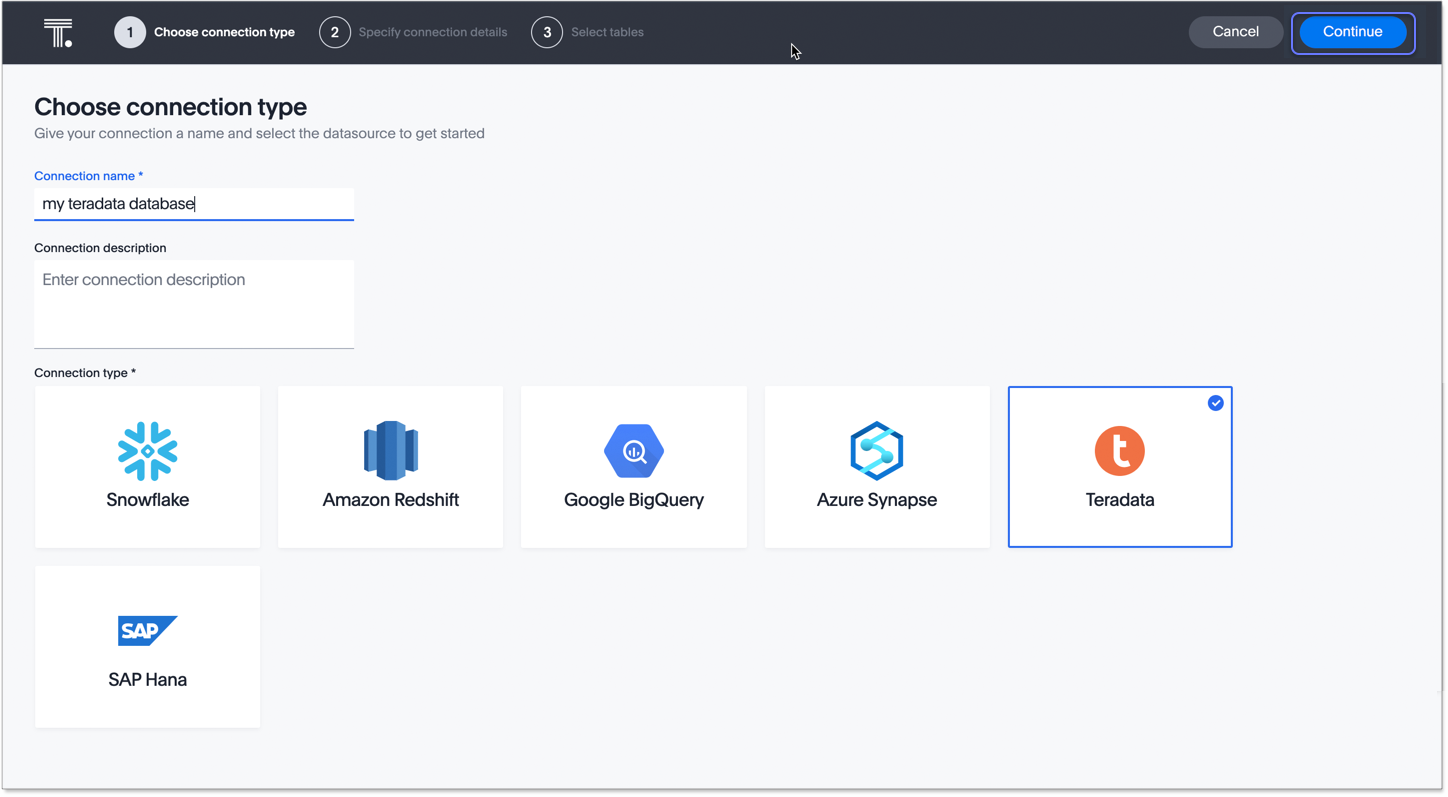 T.
1 Choose connection type 2 Specify connection details 3 Select tables Cancel Continue
Choose connection type
Give your connection a name and select the datasource to get started
Connection name *
my teradata database
Connection description
Enter connection description
Connection type *
Snowflake Amazon Redshift Google BigQuery Azure Synapse t Teradata
SAP
SAP Hana